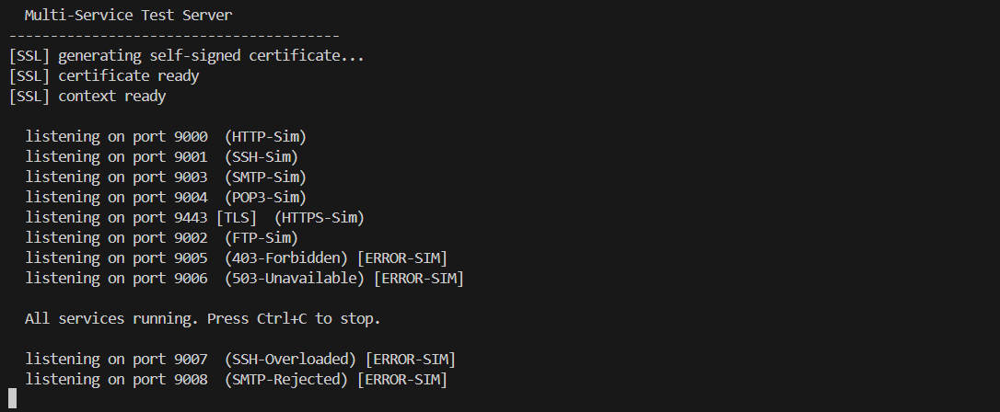 Multi-Service Test Server
----------------------------------------
[SSL] generating self-signed certificate...
[SSL] certificate ready
[SSL] context ready
listening on port 9000  (HTTP-Sim)
listening on port 9001  (SSH-Sim)
listening on port 9003  (SMTP-Sim)
listening on port 9004  (POP3-Sim)
listening on port 9443 [TLS]  (HTTPS-Sim)
listening on port 9002  (FTP-Sim)
listening on port 9005  (403-Forbidden) [ERROR-SIM]
listening on port 9006  (503-Unavailable) [ERROR-SIM]
All services running. Press Ctrl+C to stop.
listening on port 9007  (SSH-Overloaded) [ERROR-SIM]
listening on port 9008  (SMTP-Rejected) [ERROR-SIM]